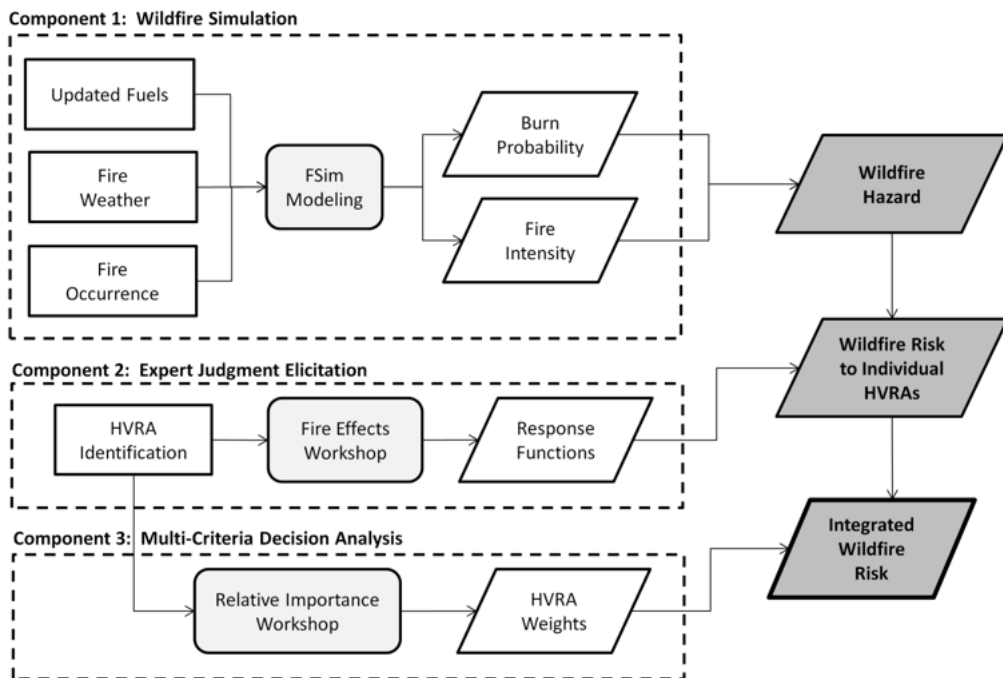 Component 1: Wildfire Simulation
Updated Fuels
Fire
Weather
Fire
Occurrence
FSim
Modeling
Burn
Probability
Fire
Intensity
Wildfire
Hazard
Component 2: Expert Judgment Elicitation
HVRA
Identification
Fire Effects
Workshop
Response
Functions
Wildfire Risk
to Individual
HVRAs
Component 3: Multi-Criteria Decision Analysis
Relative Importance
Workshop
HVRA
Weights
Integrated
Wildfire
Risk